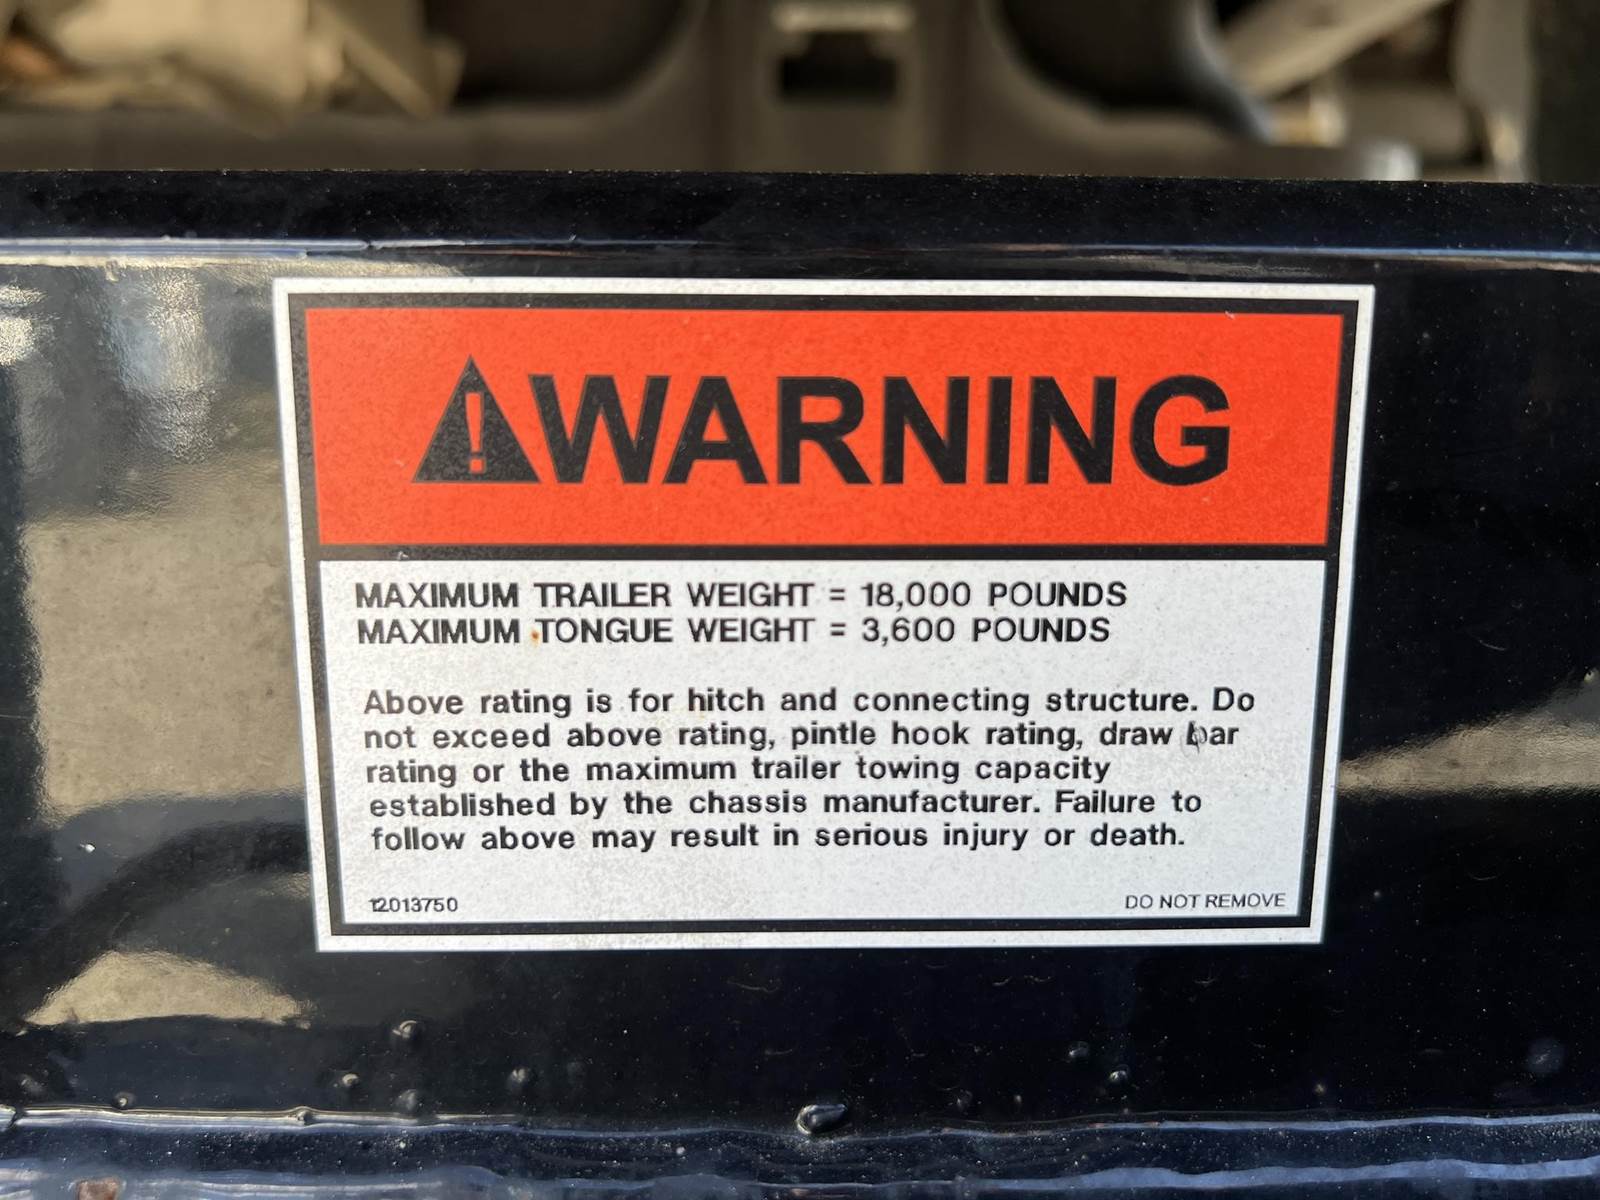 WARNING
MAXIMUM TRAILER WEIGHT = 18,000 POUNDS
MAXIMUM TONGUE WEIGHT = 3,600 POUNDS
Above rating is for hitch and connecting structure. Do
not exceed above rating, pintle hook rating, draw bar
rating or the maximum trailer towing capacity
established by the chassis manufacturer. Failure to
follow above may result in serious injury or death.
12013750 DO NOT REMOVE